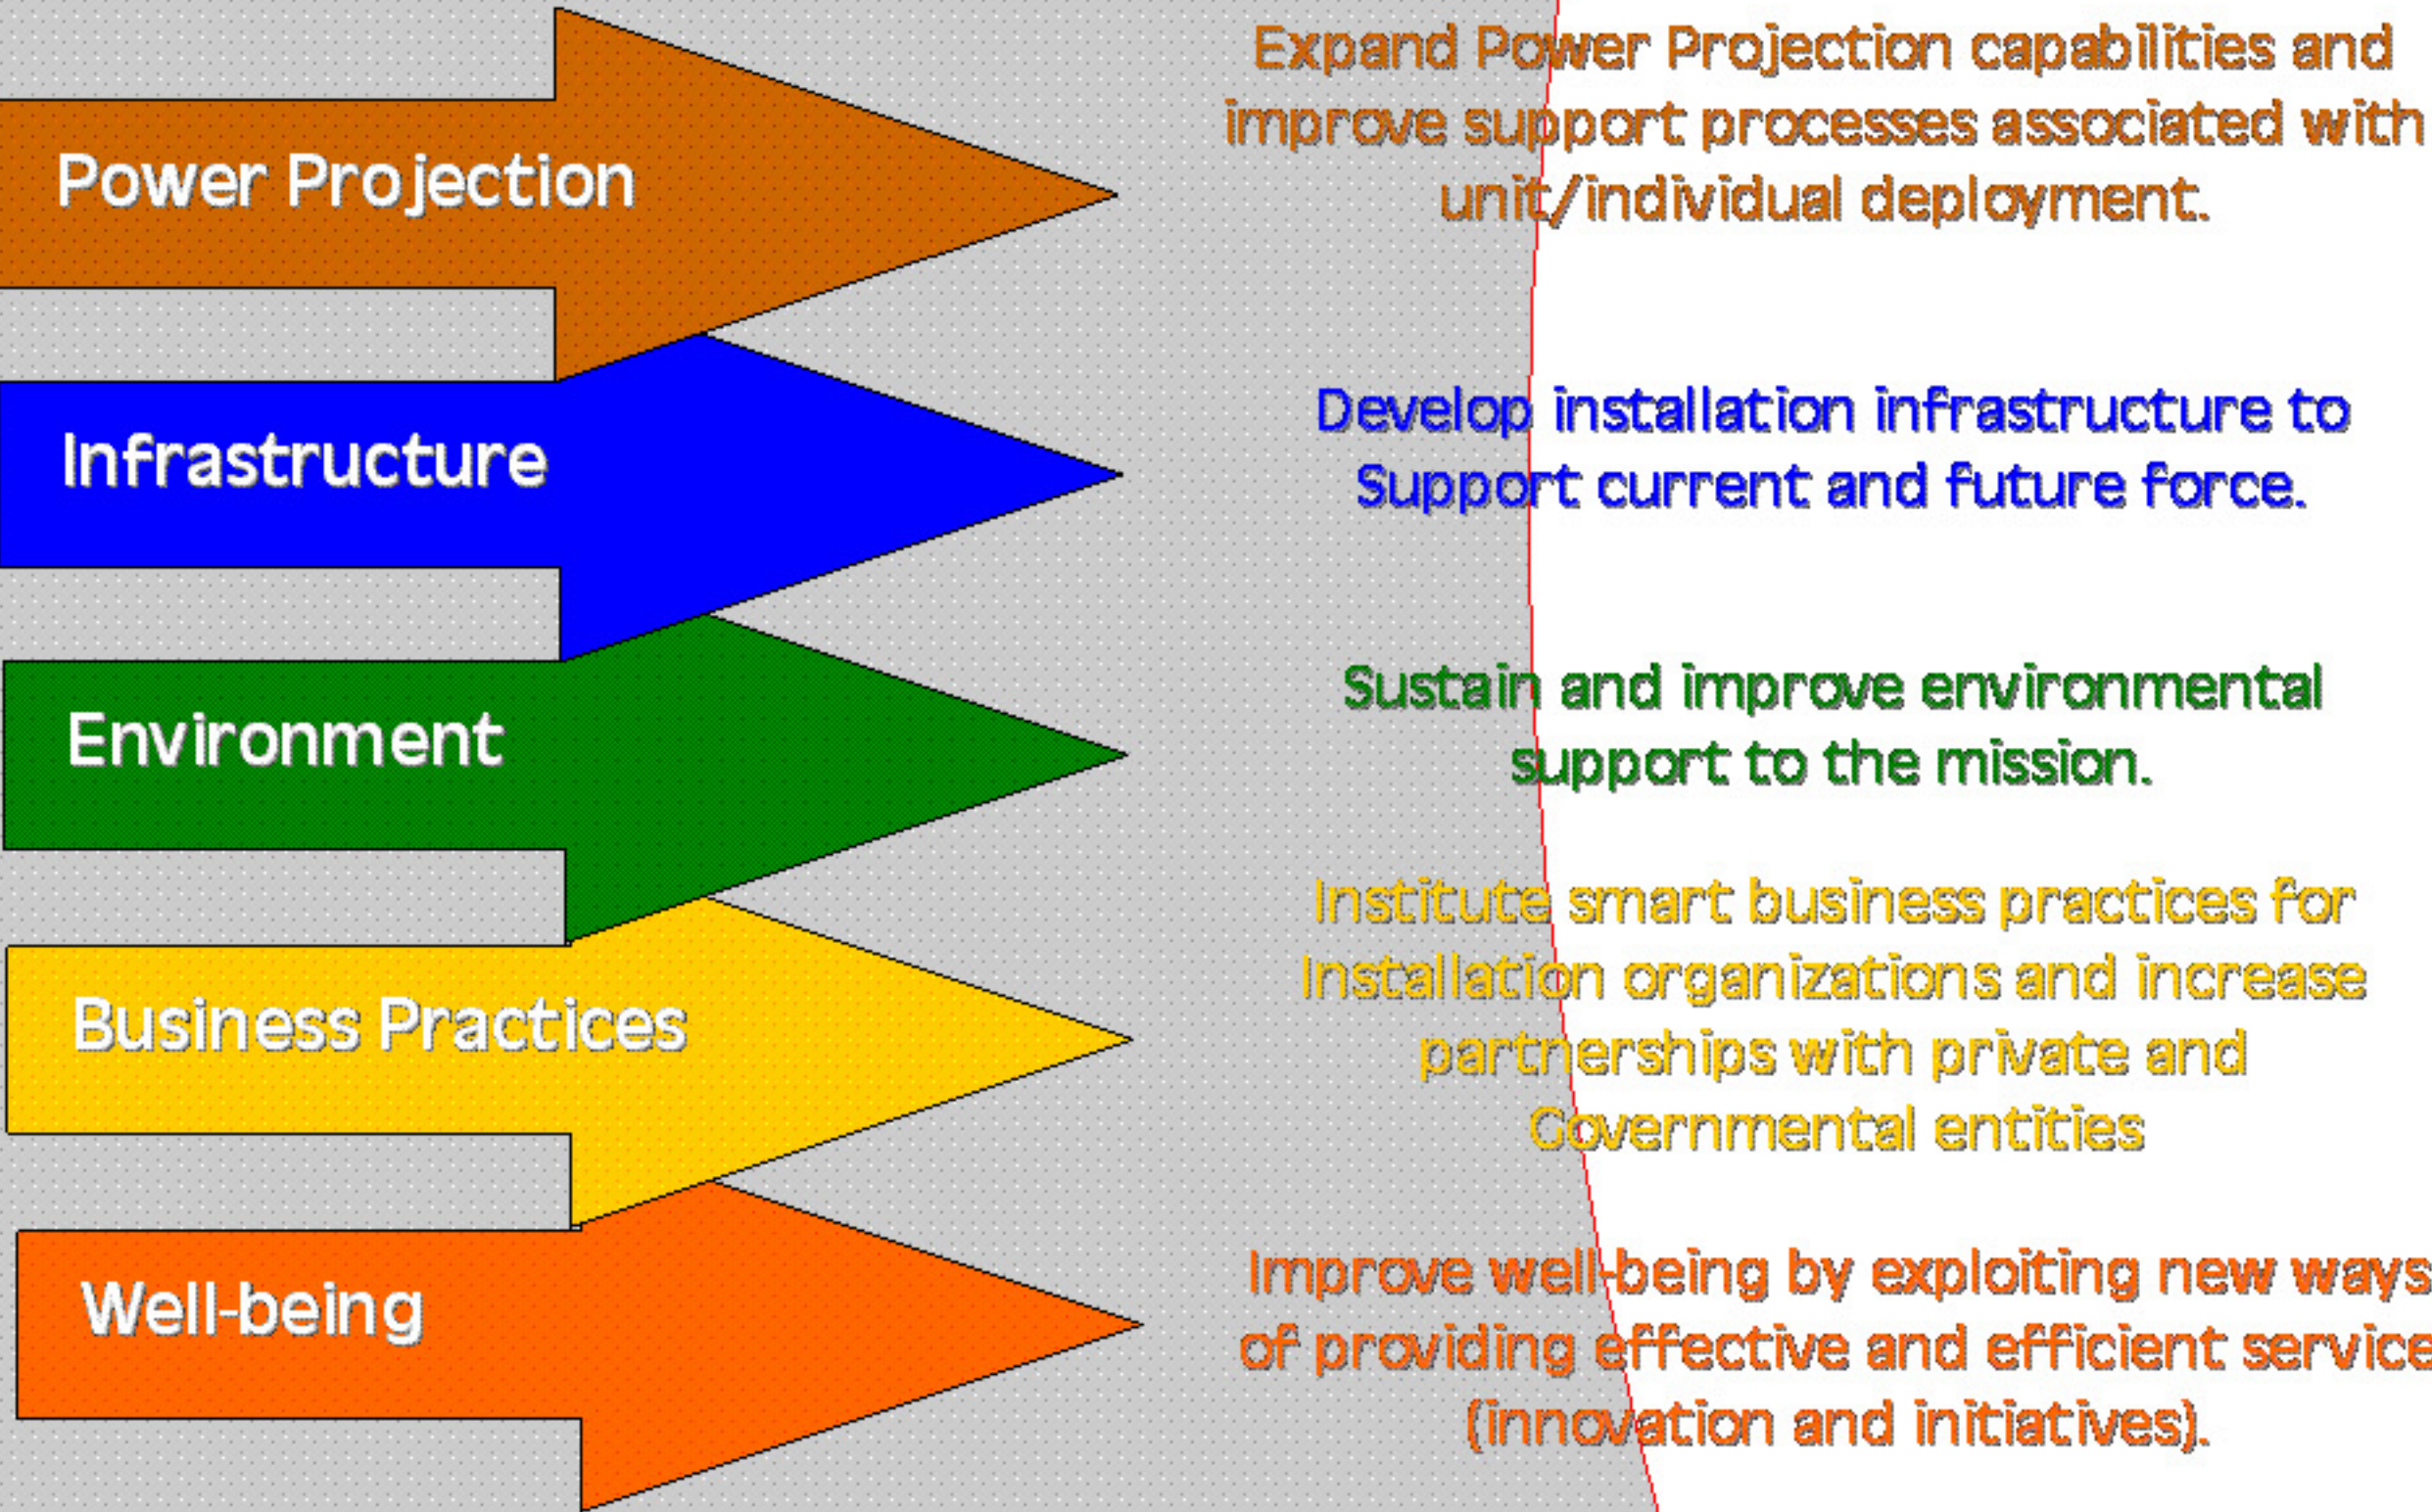 Power Projection
Expand Power Projection capabilities and
improve support processes associated with
unit/individual deployment.
Infrastructure
Develop installation infrastructure to
Support current and future force.
Environment
Sustain and improve environmental
support to the mission.
Business Practices
Institute smart business practices for
Installation organizations and increase
partnerships with private and
Governmental entities
Well-being
Improve well-being by exploiting new ways
of providing effective and efficient service
(innovation and initiatives).